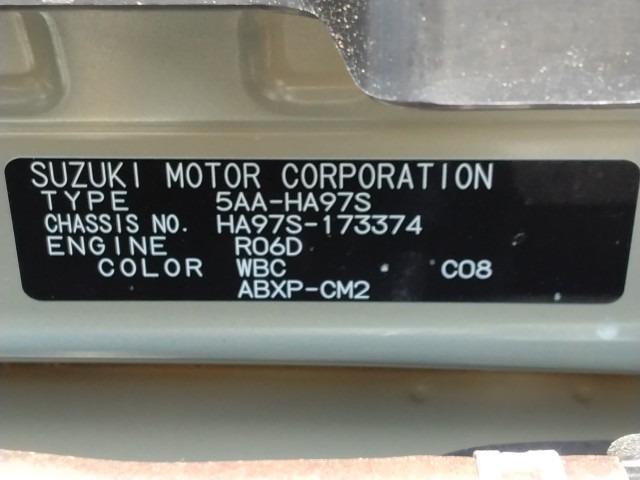 SUZUKI MOTOR CORPORATION
TYPE 5AA-HA97S
CHASSIS NO. HA97S-173374
ENGINE R06D
COLOR WBC C08
ABXP-CM2